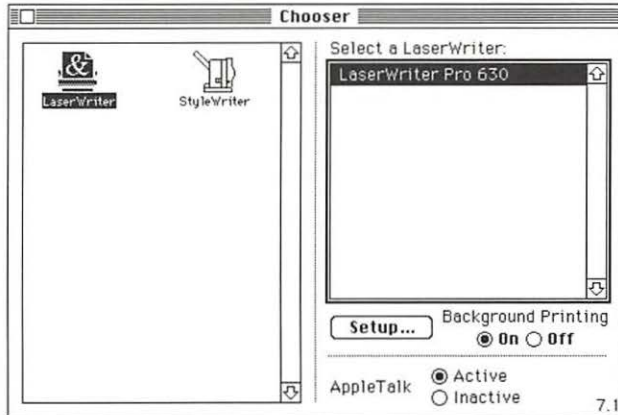 Chooser
LaserWriter
StyleWriter
Select a LaserWriter:
LaserWriter Pro 630
Setup...
Background Printing
On Off
AppleTalk
Active
Inactive
7.1